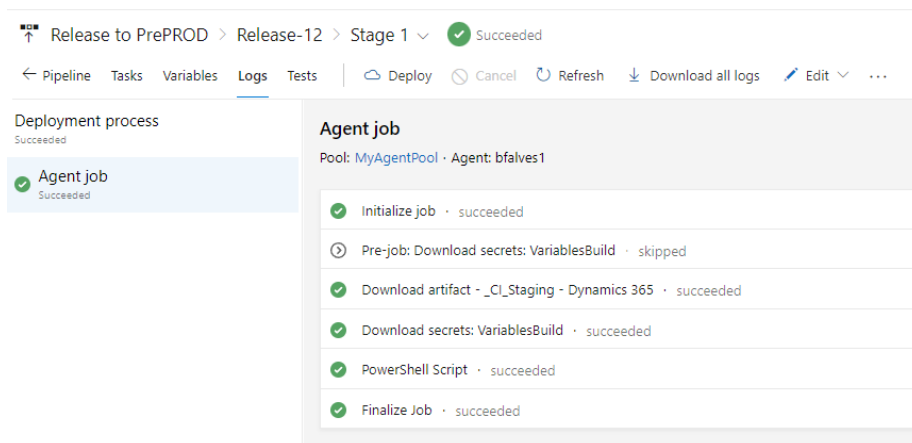 Release to PrePROD > Release-12 > Stage 1 Succeeded
Pipeline Tasks Variables Logs Tests Deploy Cancel Refresh Download all logs Edit ...
Deployment process
Succeeded
Agent job
Succeeded
Agent job
Pool: MyAgentPool · Agent: bfalves1
Initialize job · succeeded
Pre-job: Download secrets: VariablesBuild · skipped
Download artifact - _CI_Staging - Dynamics 365 · succeeded
Download secrets: VariablesBuild · succeeded
PowerShell Script · succeeded
Finalize Job · succeeded